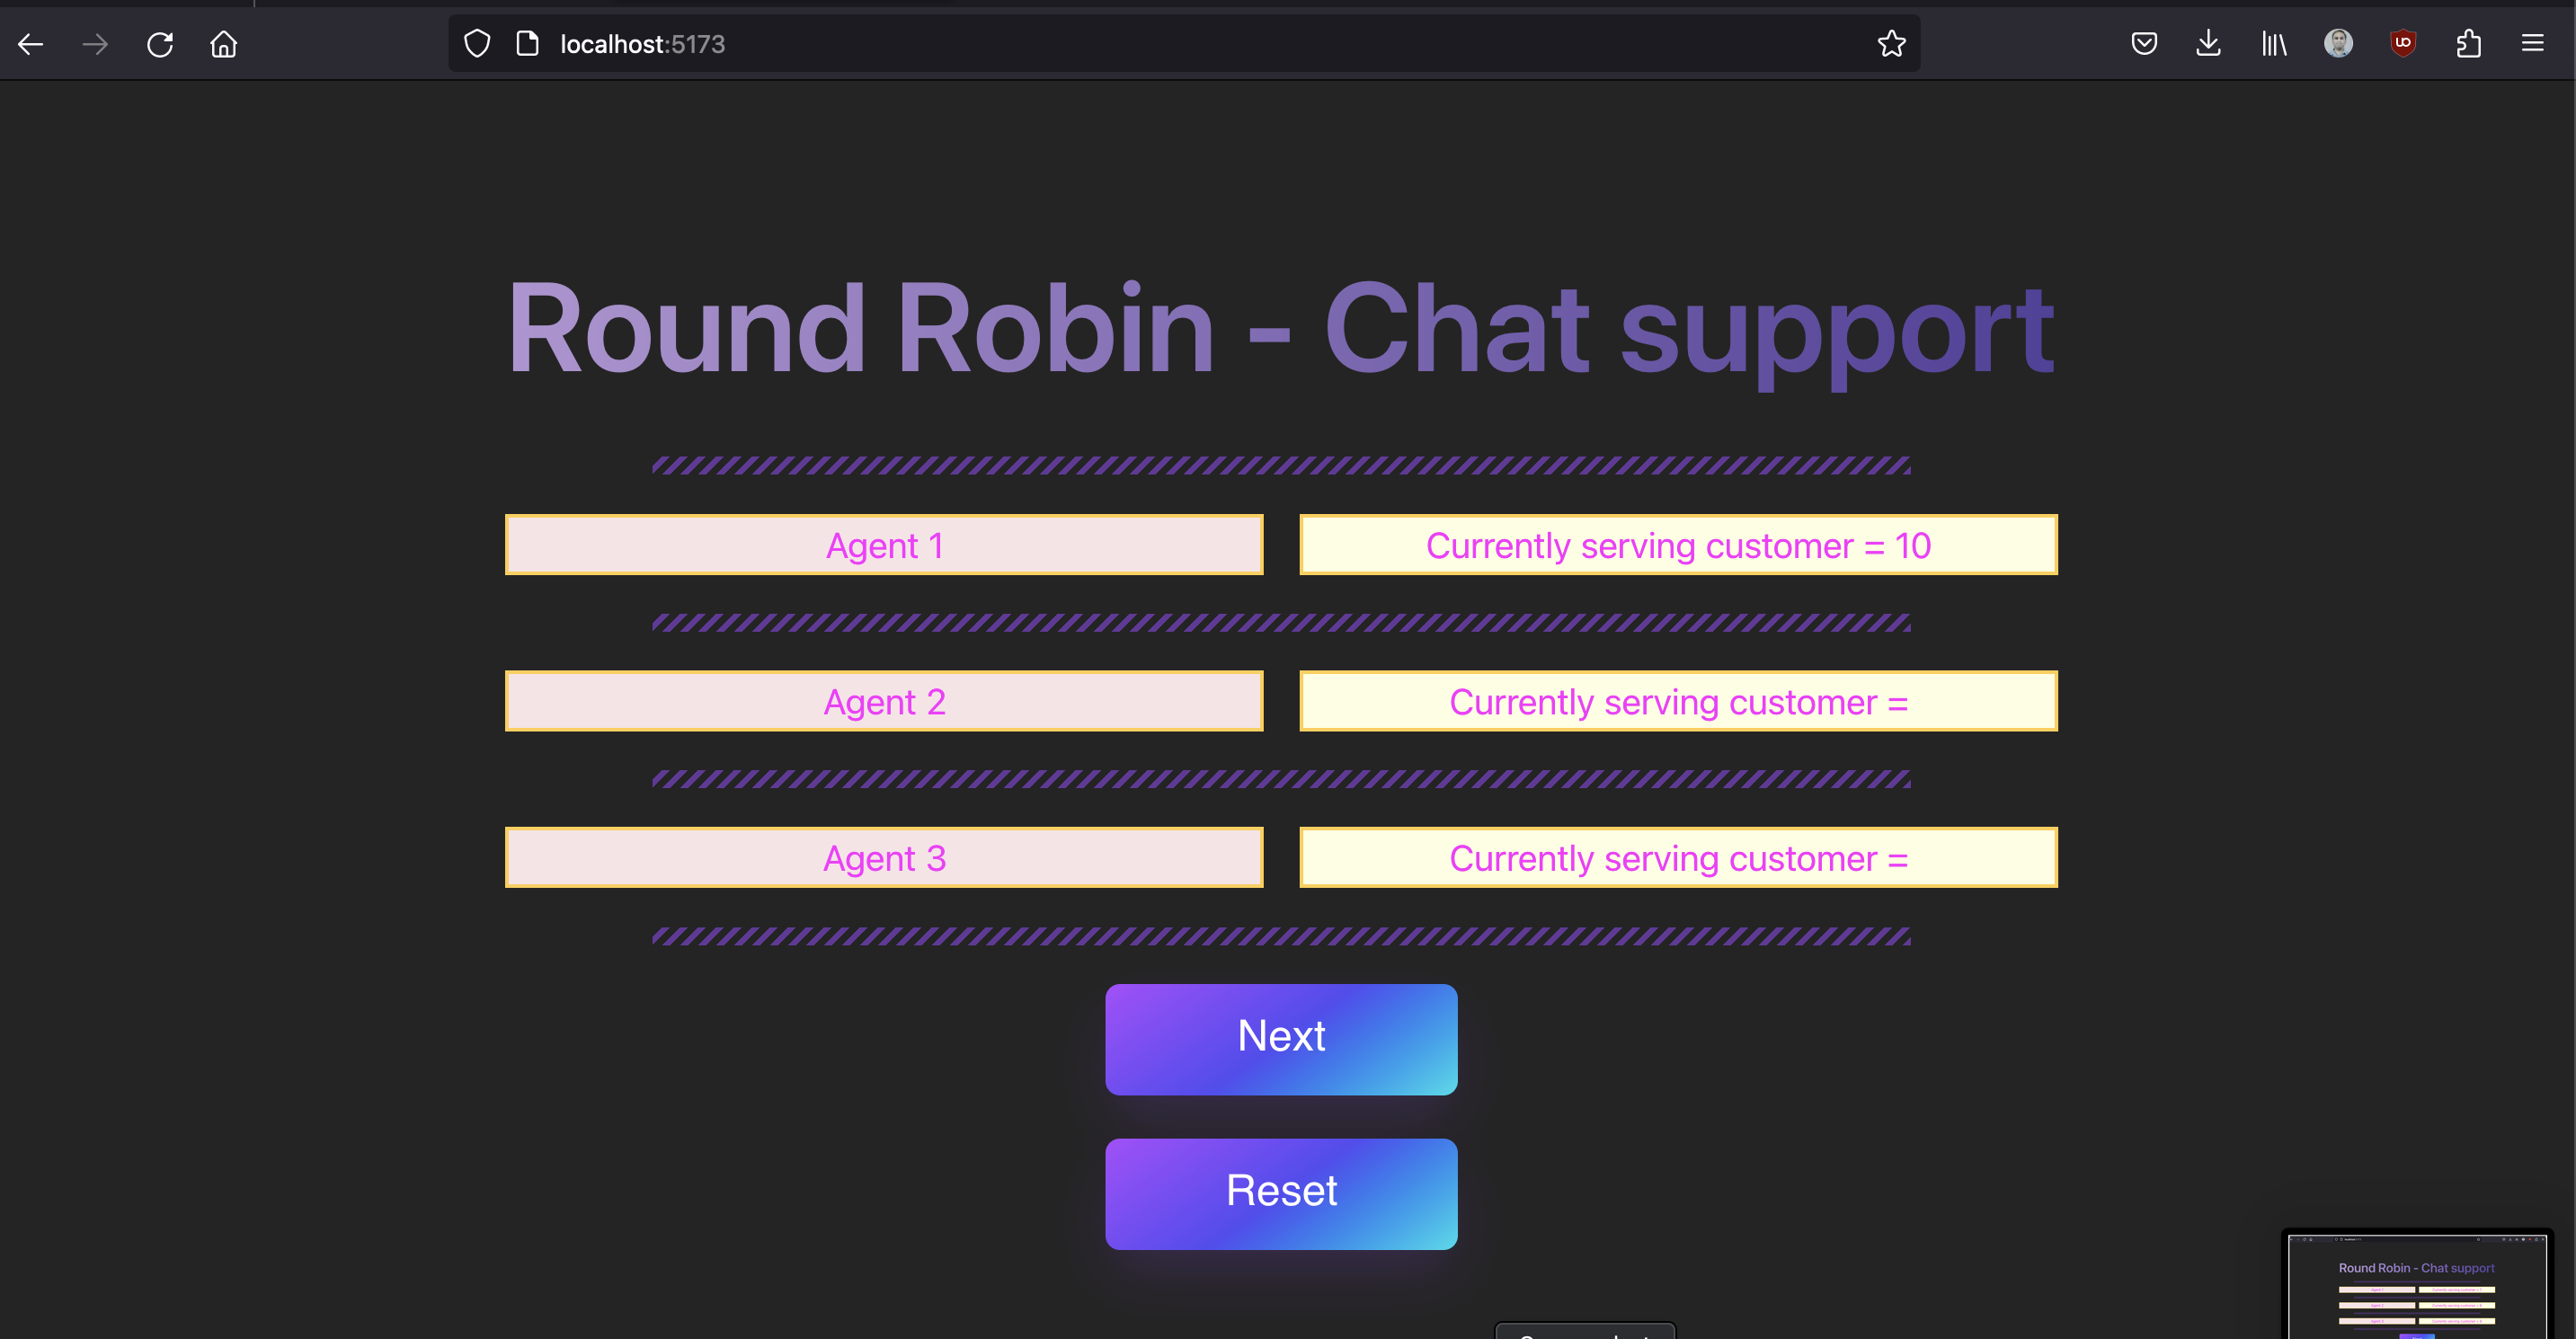 localhost:5173
Round Robin - Chat support
Agent 1
Currently serving customer = 10
Agent 2
Currently serving customer =
Agent 3
Currently serving customer =
Next
Reset
Round Robin - Chat support